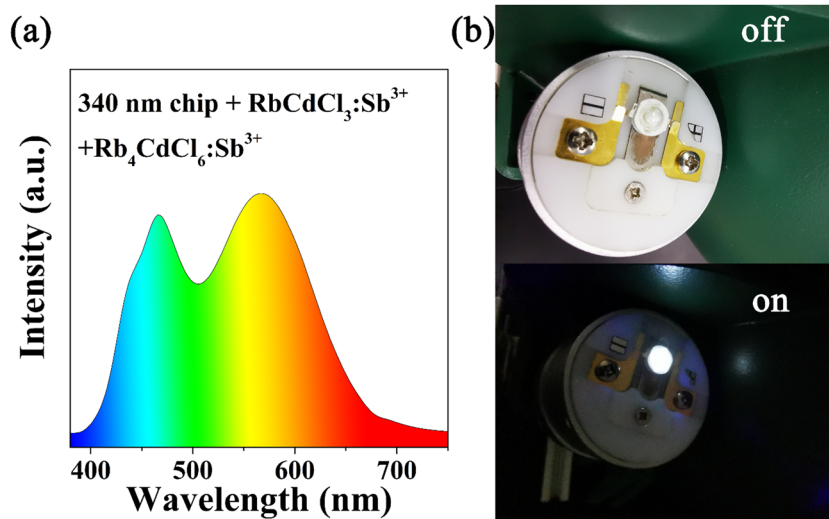 (a)
340 nm chip + RbCdCl₃:Sb³⁺
+Rb₄CdCl₆:Sb³⁺
Intensity (a.u.)
400 500 600 700
Wavelength (nm)
(b)
off
on